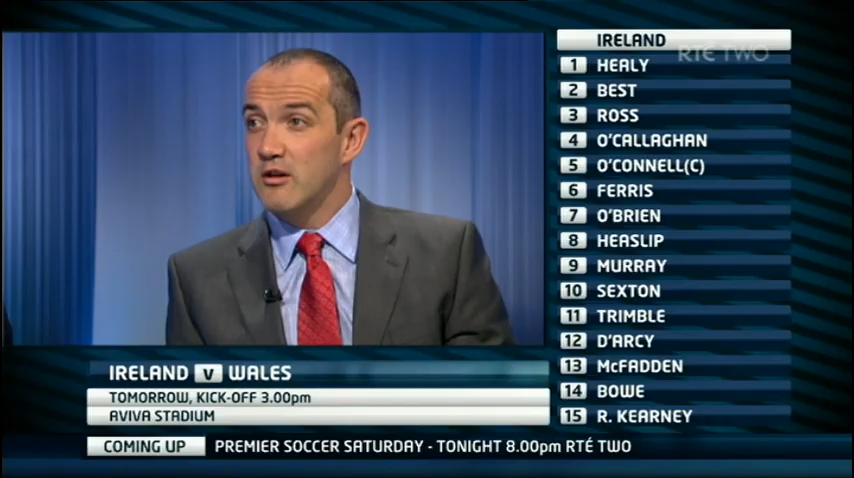 IRELAND
RTÉ TWO
1 HEALY
2 BEST
3 ROSS
4 O'CALLAGHAN
5 O'CONNELL(C)
6 FERRIS
7 O'BRIEN
8 HEASLIP
9 MURRAY
10 SEXTON
11 TRIMBLE
12 D'ARCY
13 McFADDEN
14 BOWE
15 R. KEARNEY
IRELAND V WALES
TOMORROW, KICK-OFF 3.00pm
AVIVA STADIUM
COMING UP PREMIER SOCCER SATURDAY - TONIGHT 8.00pm RTÉ TWO